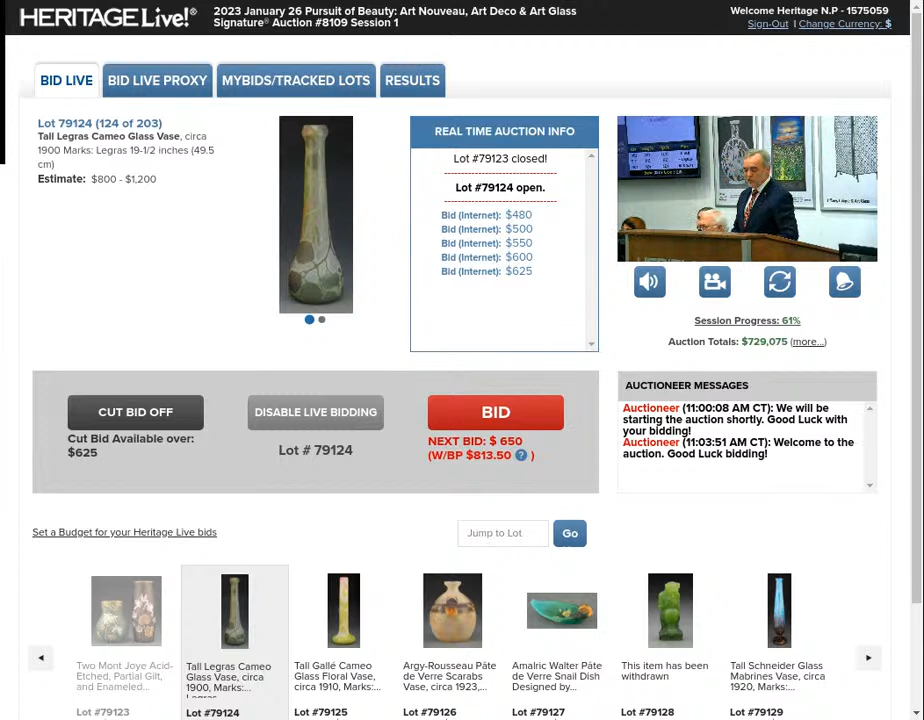 HERITAGE Live!®
2023 January 26 Pursuit of Beauty: Art Nouveau, Art Deco & Art Glass
Signature® Auction #8109 Session 1
Welcome Heritage N.P - 1575059
Sign-Out | Change Currency: $
BID LIVE
BID LIVE PROXY
MYBIDS/TRACKED LOTS
RESULTS
Lot 79124 (124 of 203)
Tall Legras Cameo Glass Vase, circa
1900 Marks: Legras 19-1/2 inches (49.5
cm)
Estimate: $800 - $1,200
REAL TIME AUCTION INFO
Lot #79123 closed!
Lot #79124 open.
Bid (Internet): $480
Bid (Internet): $500
Bid (Internet): $550
Bid (Internet): $600
Bid (Internet): $625
Session Progress: 61%
Auction Totals: $729,075 (more...)
CUT BID OFF
Cut Bid Available over:
$625
DISABLE LIVE BIDDING
Lot # 79124
BID
NEXT BID: $ 650
(W/BP $813.50 ? )
AUCTIONEER MESSAGES
Auctioneer (11:00:08 AM CT): We will be
starting the auction shortly. Good Luck with
your bidding!
Auctioneer (11:03:51 AM CT): Welcome to the
auction. Good Luck bidding!
Set a Budget for your Heritage Live bids
Jump to Lot
Go
Two Mont Joye Acid-
Etched, Partial Gilt,
and Enameled...
Lot #79123
Tall Legras Cameo
Glass Vase, circa
1900, Marks:...
Legras
Lot #79124
Tall Gallé Cameo
Glass Floral Vase,
circa 1910, Marks:...
Lot #79125
Argy-Rousseau Pâte
de Verre Scarabs
Vase, circa 1923,...
Lot #79126
Amalric Walter Pâte
de Verre Snail Dish
Designed by...
Lot #79127
This item has been
withdrawn
Lot #79128
Tall Schneider Glass
Mabrines Vase, circa
1920, Marks:...
Lot #79129